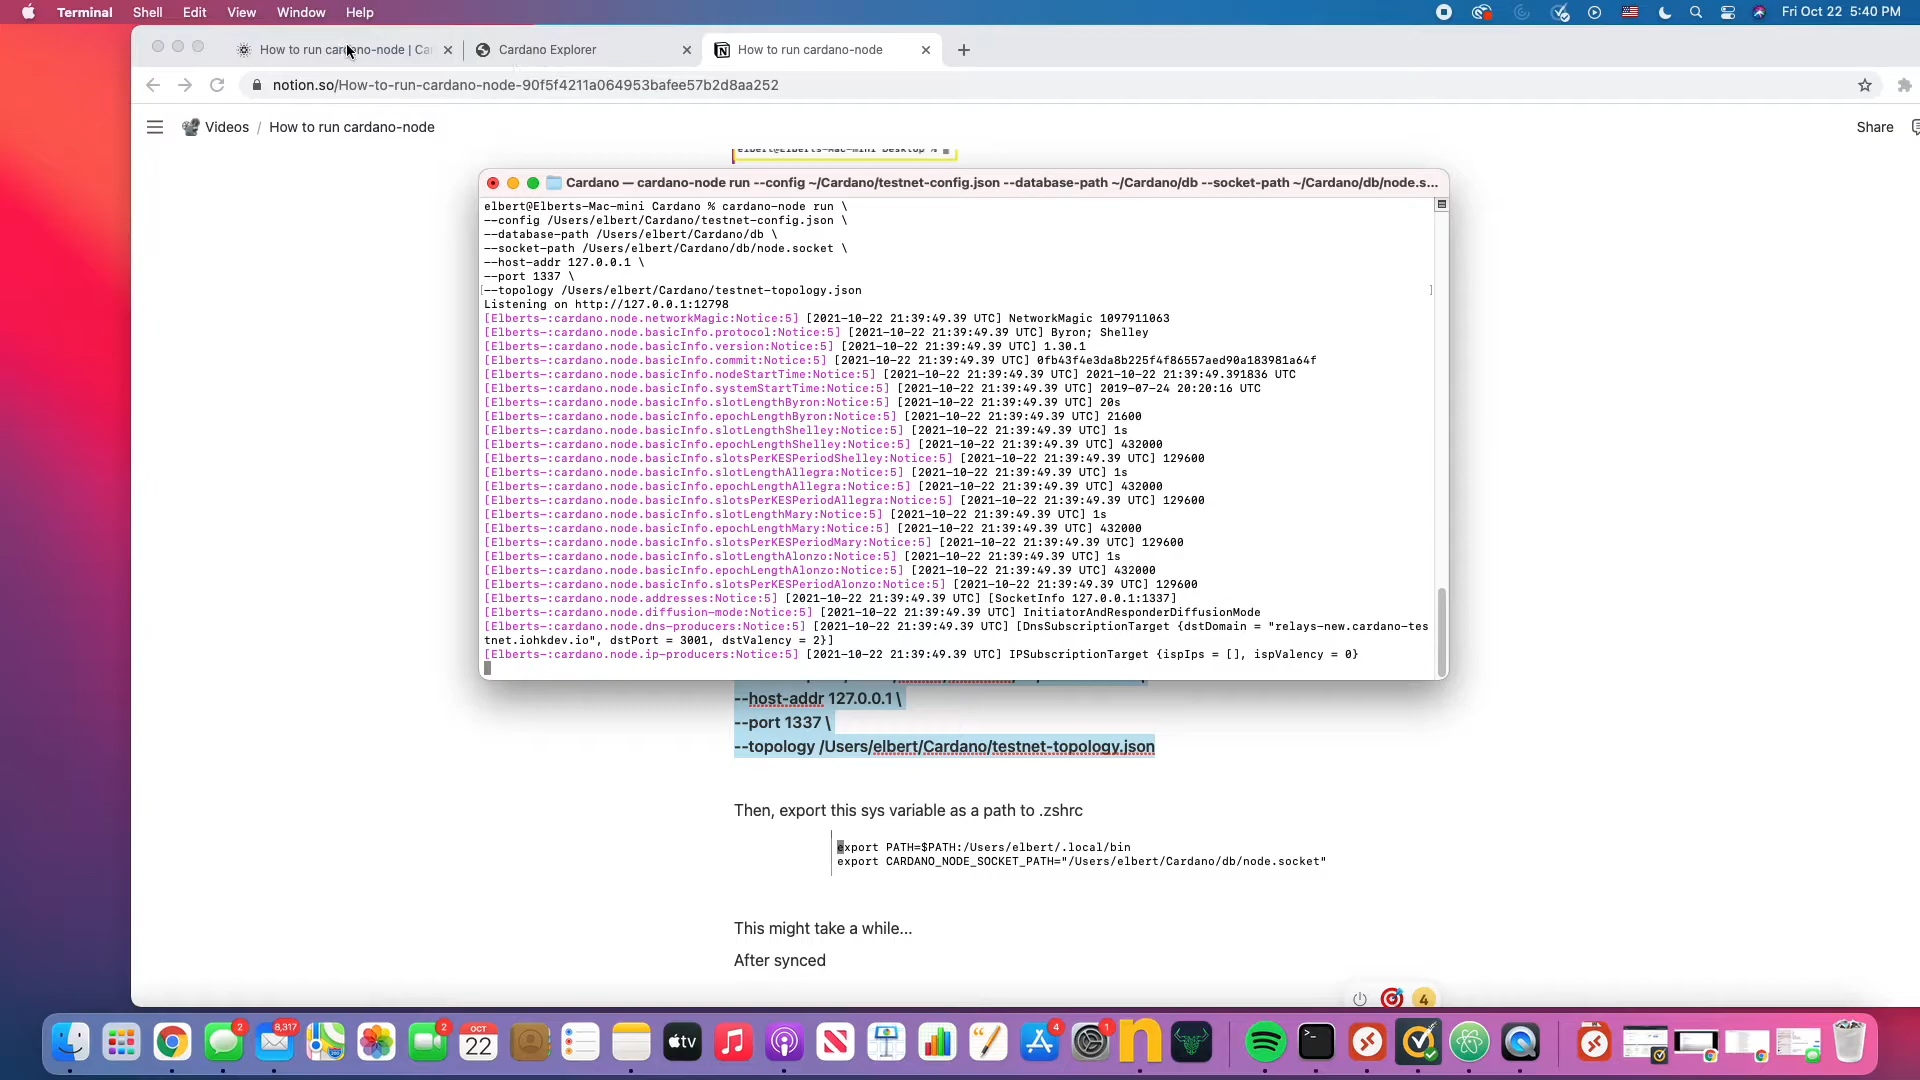 Terminal Shell Edit View Window Help Fri Oct 22 5:40 PM
How to run cardano-node | Ca Cardano Explorer How to run cardano-node
notion.so/How-to-run-cardano-node-90f5f4211a064953bafee57b2d8aa252
Videos / How to run cardano-node Share
elbert@Elberts-Mac-mini Desktop %
Cardano — cardano-node run --config ~/Cardano/testnet-config.json --database-path ~/Cardano/db --socket-path ~/Cardano/db/node.s...
elbert@Elberts-Mac-mini Cardano % cardano-node run \
--config /Users/elbert/Cardano/testnet-config.json \
--database-path /Users/elbert/Cardano/db \
--socket-path /Users/elbert/Cardano/db/node.socket \
--host-addr 127.0.0.1 \
--port 1337 \
[--topology /Users/elbert/Cardano/testnet-topology.json ]
Listening on http://127.0.0.1:12798
[Elberts-:cardano.node.networkMagic:Notice:5] [2021-10-22 21:39:49.39 UTC] NetworkMagic 1097911063
[Elberts-:cardano.node.basicInfo.protocol:Notice:5] [2021-10-22 21:39:49.39 UTC] Byron; Shelley
[Elberts-:cardano.node.basicInfo.version:Notice:5] [2021-10-22 21:39:49.39 UTC] 1.30.1
[Elberts-:cardano.node.basicInfo.commit:Notice:5] [2021-10-22 21:39:49.39 UTC] 0fb43f4e3da8b225f4f86557aed90a183981a64f
[Elberts-:cardano.node.basicInfo.nodeStartTime:Notice:5] [2021-10-22 21:39:49.39 UTC] 2021-10-22 21:39:49.391836 UTC
[Elberts-:cardano.node.basicInfo.systemStartTime:Notice:5] [2021-10-22 21:39:49.39 UTC] 2019-07-24 20:20:16 UTC
[Elberts-:cardano.node.basicInfo.slotLengthByron:Notice:5] [2021-10-22 21:39:49.39 UTC] 20s
[Elberts-:cardano.node.basicInfo.epochLengthByron:Notice:5] [2021-10-22 21:39:49.39 UTC] 21600
[Elberts-:cardano.node.basicInfo.slotLengthShelley:Notice:5] [2021-10-22 21:39:49.39 UTC] 1s
[Elberts-:cardano.node.basicInfo.epochLengthShelley:Notice:5] [2021-10-22 21:39:49.39 UTC] 432000
[Elberts-:cardano.node.basicInfo.slotsPerKESPeriodShelley:Notice:5] [2021-10-22 21:39:49.39 UTC] 129600
[Elberts-:cardano.node.basicInfo.slotLengthAllegra:Notice:5] [2021-10-22 21:39:49.39 UTC] 1s
[Elberts-:cardano.node.basicInfo.epochLengthAllegra:Notice:5] [2021-10-22 21:39:49.39 UTC] 432000
[Elberts-:cardano.node.basicInfo.slotsPerKESPeriodAllegra:Notice:5] [2021-10-22 21:39:49.39 UTC] 129600
[Elberts-:cardano.node.basicInfo.slotLengthMary:Notice:5] [2021-10-22 21:39:49.39 UTC] 1s
[Elberts-:cardano.node.basicInfo.epochLengthMary:Notice:5] [2021-10-22 21:39:49.39 UTC] 432000
[Elberts-:cardano.node.basicInfo.slotsPerKESPeriodMary:Notice:5] [2021-10-22 21:39:49.39 UTC] 129600
[Elberts-:cardano.node.basicInfo.slotLengthAlonzo:Notice:5] [2021-10-22 21:39:49.39 UTC] 1s
[Elberts-:cardano.node.basicInfo.epochLengthAlonzo:Notice:5] [2021-10-22 21:39:49.39 UTC] 432000
[Elberts-:cardano.node.basicInfo.slotsPerKESPeriodAlonzo:Notice:5] [2021-10-22 21:39:49.39 UTC] 129600
[Elberts-:cardano.node.addresses:Notice:5] [2021-10-22 21:39:49.39 UTC] [SocketInfo 127.0.0.1:1337]
[Elberts-:cardano.node.diffusion-mode:Notice:5] [2021-10-22 21:39:49.39 UTC] InitiatorAndResponderDiffusionMode
[Elberts-:cardano.node.dns-producers:Notice:5] [2021-10-22 21:39:49.39 UTC] [DnsSubscriptionTarget {dstDomain = "relays-new.cardano-tes
tnet.iohkdev.io", dstPort = 3001, dstValency = 2}]
[Elberts-:cardano.node.ip-producers:Notice:5] [2021-10-22 21:39:49.39 UTC] IPSubscriptionTarget {ispIps = [], ispValency = 0}
--host-addr 127.0.0.1 \
--port 1337 \
--topology /Users/elbert/Cardano/testnet-topology.json
Then, export this sys variable as a path to .zshrc
export PATH=$PATH:/Users/elbert/.local/bin
export CARDANO_NODE_SOCKET_PATH="/Users/elbert/Cardano/db/node.socket"
This might take a while...
After synced
4
2 8,317 2 OCT 22 tv 4 1